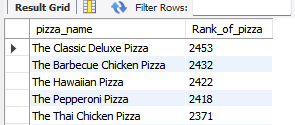 Result Grid Filter Rows:
pizza_name Rank_of_pizza
The Classic Deluxe Pizza 2453
The Barbecue Chicken Pizza 2432
The Hawaiian Pizza 2422
The Pepperoni Pizza 2418
The Thai Chicken Pizza 2371